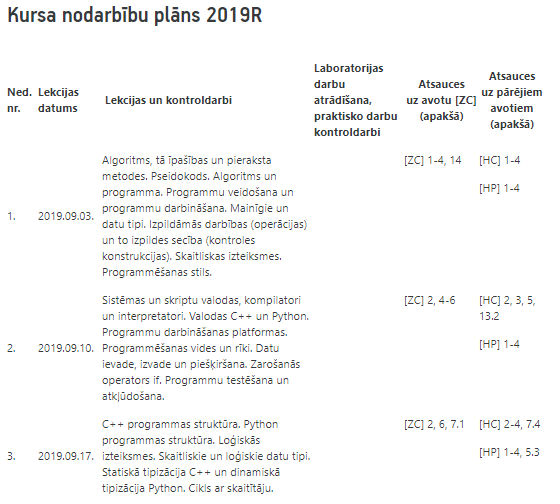 Kursa nodarbību plāns 2019R
Ned. nr.
Lekcijas datums
Lekcijas un kontroldarbi
Laboratorijas darbu atrādīšana, praktisko darbu kontroldarbi
Atsauces uz avotu [ZC] (apakšā)
Atsauces uz pārējiem avotiem (apakšā)
1.
2019.09.03.
Algoritms, tā īpašības un pieraksta
metodes. Pseidokods. Algoritms un
programma. Programmu veidošana un
programmu darbināšana. Mainīgie un
datu tipi. Izpildāmās darbības (operācijas)
un to izpildes secība (kontroles
konstrukcijas). Skaitliskas izteiksmes.
Programmēšanas stils.
[ZC] 1-4, 14
[HC] 1-4
[HP] 1-4
2.
2019.09.10.
Sistēmas un skriptu valodas, kompilatori
un interpretatori. Valodas C++ un Python.
Programmu darbināšanas platformas.
Programmēšanas vides un rīki. Datu
ievade, izvade un piešķiršana. Zarošanās
operators if. Programmu testēšana un
atkļūdošana.
[ZC] 2, 4-6
[HC] 2, 3, 5,
13.2
[HP] 1-4
3.
2019.09.17.
C++ programmas struktūra. Python
programmas struktūra. Loģiskās
izteiksmes. Skaitliskie un loģiskie datu tipi.
Statiskā tipizācija C++ un dinamiskā
tipizācija Python. Cikls ar skaitītāju.
[ZC] 2, 6, 7.1
[HC] 2-4, 7.4
[HP] 1-4, 5.3